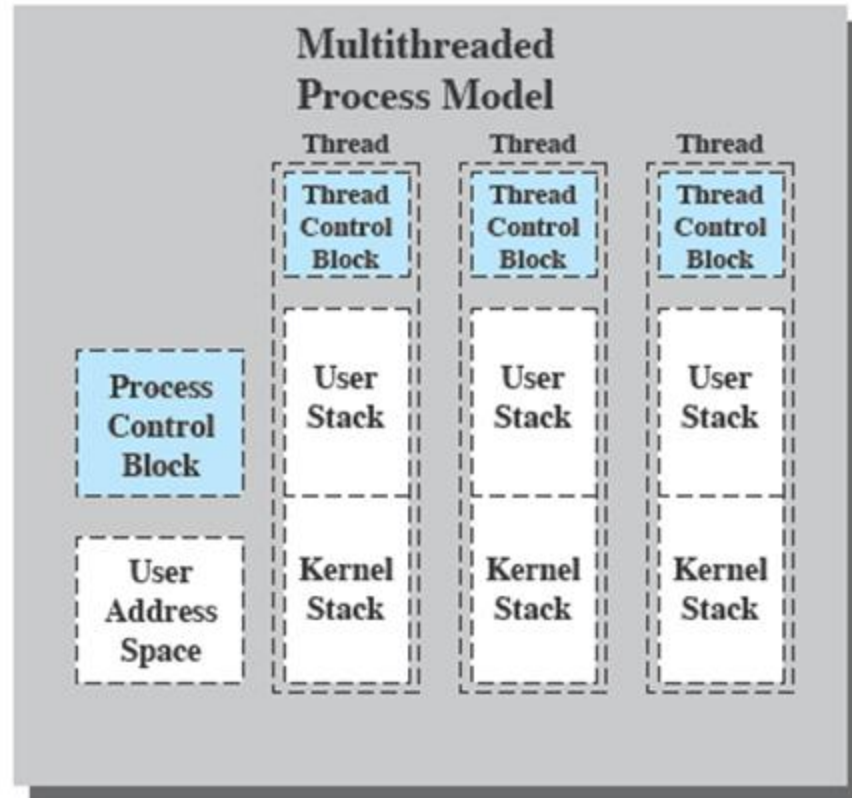 Multithreaded
Process Model
Thread
Thread
Control
Block
User
Stack
Kernel
Stack
Thread
Thread
Control
Block
User
Stack
Kernel
Stack
Thread
Thread
Control
Block
User
Stack
Kernel
Stack
Process
Control
Block
User
Address
Space